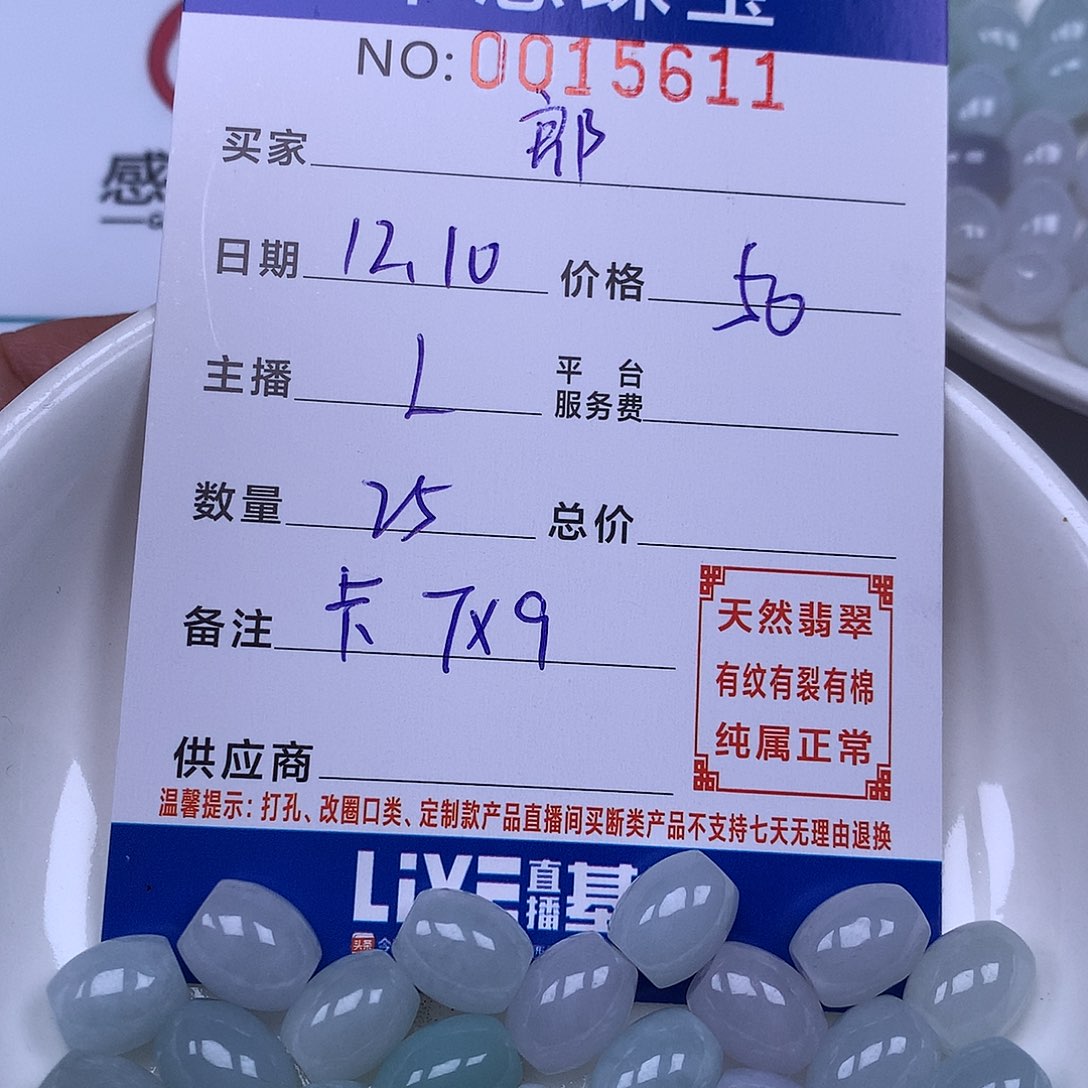 NO: 0015611
买家 郎
日期 12.10 价格 50
主播 L 平台服务费
数量 25 总价
备注 卡 7X9
天然翡翠
有纹有裂有棉
纯属正常
供应商
温馨提示：打孔、改圈口类、定制款产品直播间买断类产品不支持七天无理由退换
LiVE 直播基
感